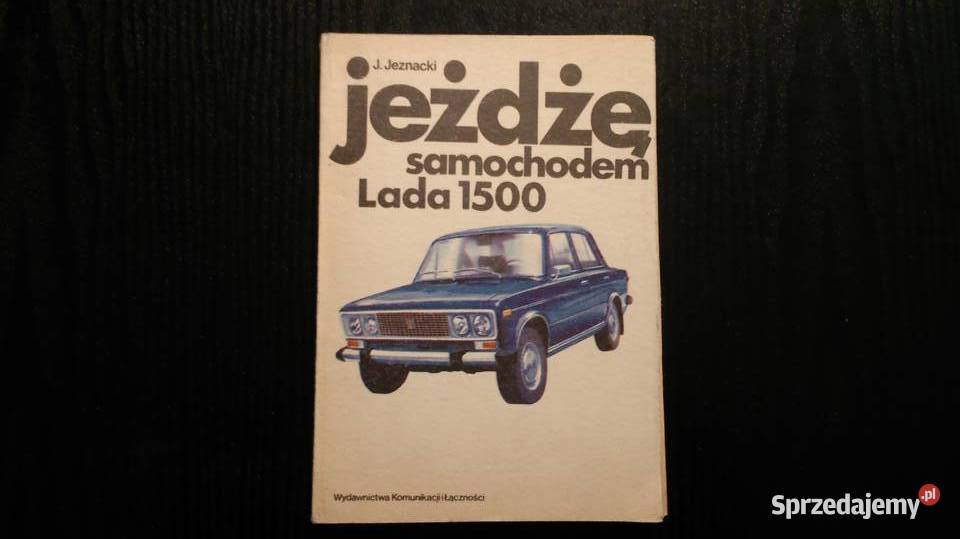 J. Jeznacki
jeżdżę
samochodem
Lada 1500
Wydawnictwa Komunikacji i Łączności
Sprzedajemy.pl